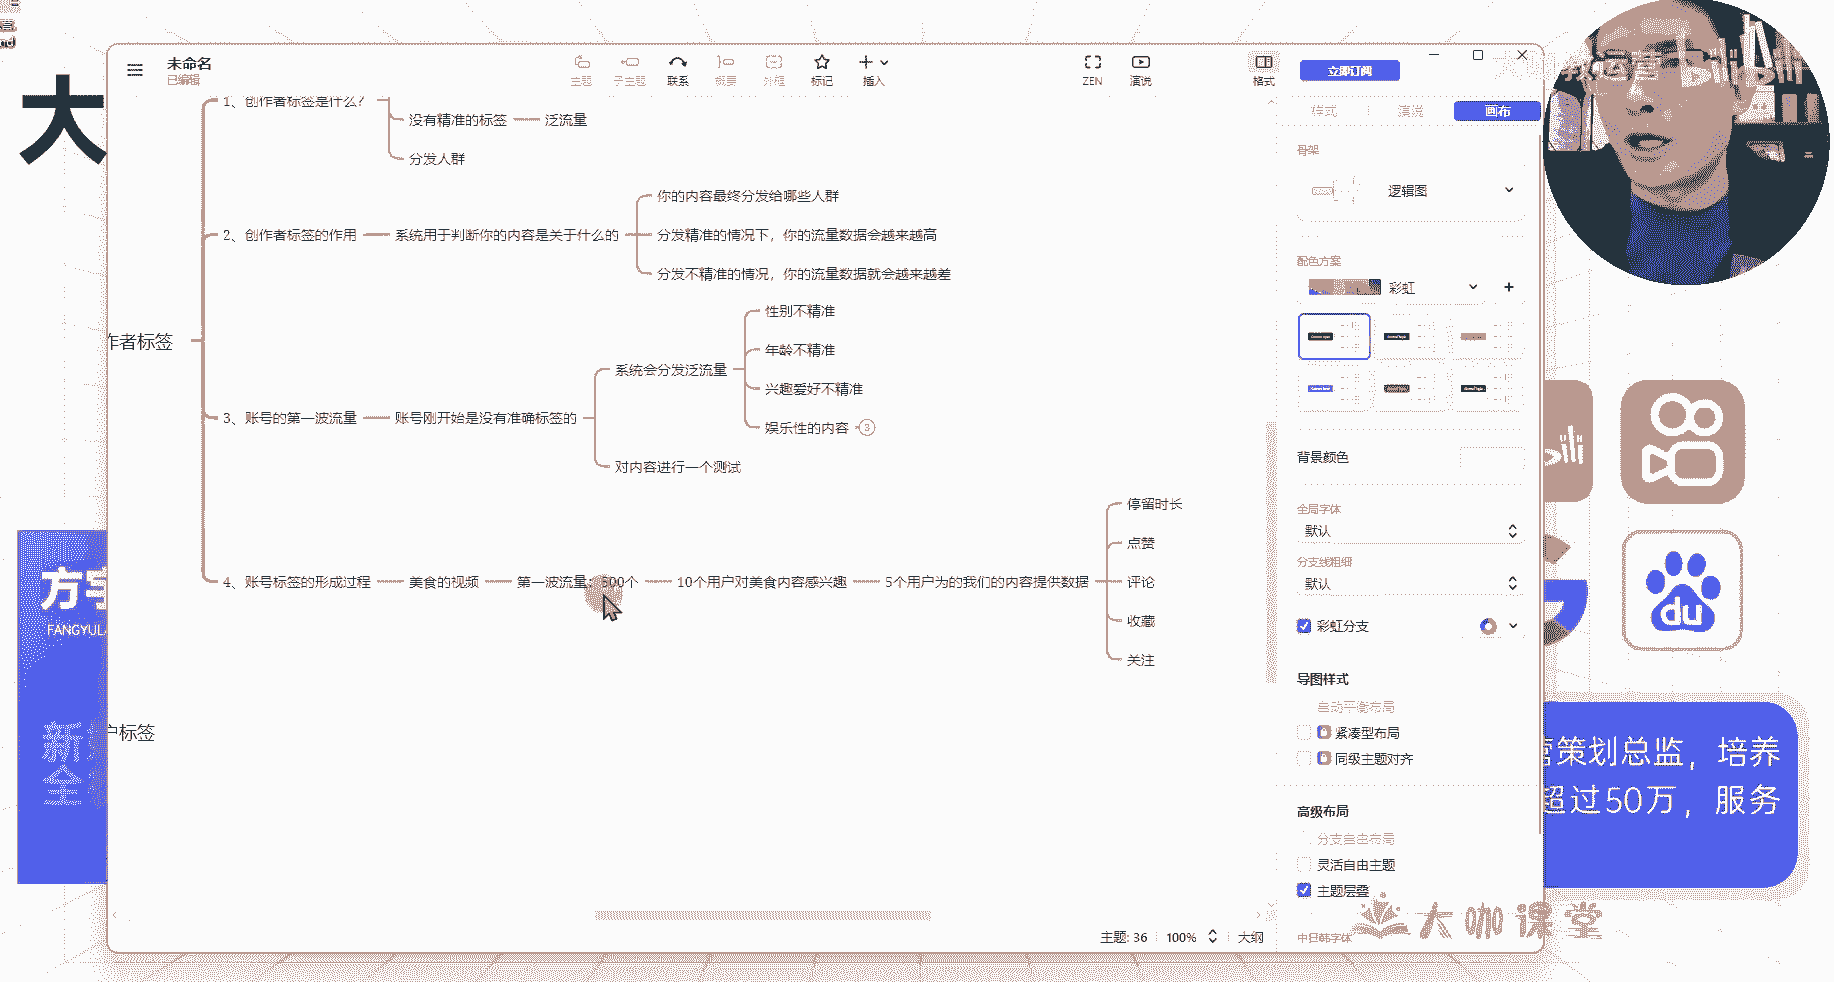 大
未命名
已编辑
主题
子主题
联系
概要
外框
标记
插入
ZEN
演说
格式
立即订阅
样式
演说
画布
1、创作者标签是什么？
没有精准的标签
泛流量
分发人群
2、创作者标签的作用
系统用于判断你的内容是关于什么的
你的内容最终分发给哪些人群
分发精准的情况下，你的流量数据会越来越高
分发不精准的情况，你的流量数据就会越来越差
作者标签
3、账号的第一波流量
账号刚开始是没有准确标签的
系统会分发泛流量
性别不精准
年龄不精准
兴趣爱好不精准
娱乐性的内容
3
对内容进行一个测试
4、账号标签的形成过程
美食的视频
第一波流量：500个
10个用户对美食内容感兴趣
5个用户为的我们的内容提供数据
停留时长
点赞
评论
收藏
关注
户标签
骨架
逻辑图
配色方案
彩虹
背景颜色
全局字体
默认
分支线粗细
默认
彩虹分支
导图样式
自动平衡布局
紧凑型布局
同级主题对齐
高级布局
分支自由布局
灵活自由主题
主题层叠
中日韩字体
主题: 36
100%
大纲
FANGYU
du
营策划总监，培养
超过50万，服务
大咖课堂